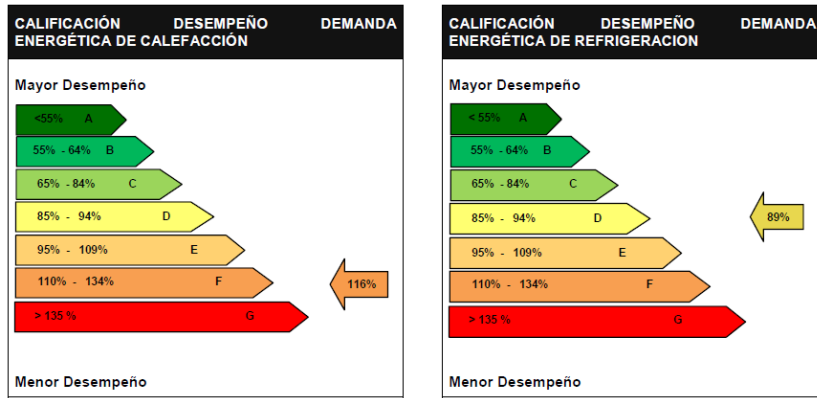 CALIFICACIÓN DESEMPEÑO DEMANDA
ENERGÉTICA DE CALEFACCIÓN
Mayor Desempeño
<55% A
55% - 64% B
65% - 84% C
85% - 94% D
95% - 109% E
110% - 134% F
116%
> 135 % G
Menor Desempeño
CALIFICACIÓN DESEMPEÑO DEMANDA
ENERGÉTICA DE REFRIGERACION
Mayor Desempeño
< 55% A
55% - 64% B
65% - 84% C
85% - 94% D
89%
95% - 109% E
110% - 134% F
> 135 % G
Menor Desempeño